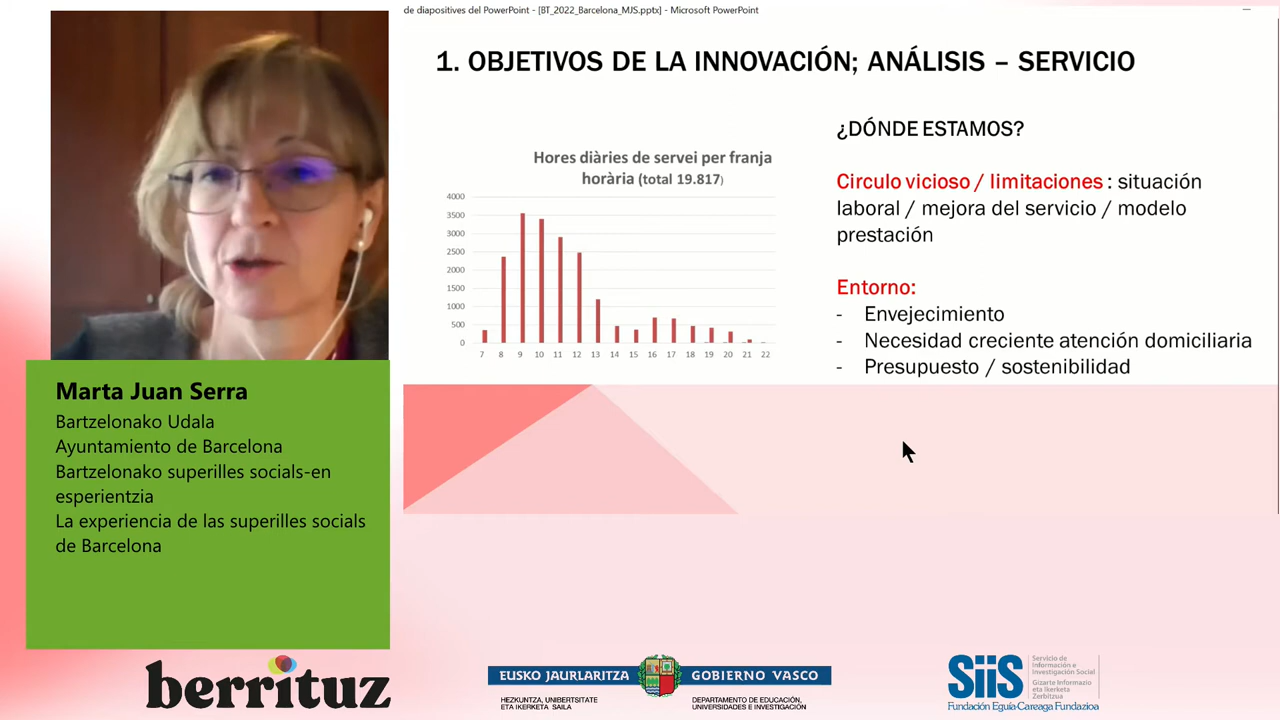 de diapositives del PowerPoint - [BT_2022_Barcelona_MJS.pptx] - Microsoft PowerPoint
1. OBJETIVOS DE LA INNOVACIÓN; ANÁLISIS – SERVICIO
Hores diàries de servei per franja
horària (total 19.817)
4000
3500
3000
2500
2000
1500
1000
500
0
7 8 9 10 11 12 13 14 15 16 17 18 19 20 21 22
¿DÓNDE ESTAMOS?
Circulo vicioso / limitaciones : situación
laboral / mejora del servicio / modelo
prestación
Entorno:
- Envejecimiento
- Necesidad creciente atención domiciliaria
- Presupuesto / sostenibilidad
Marta Juan Serra
Bartzelonako Udala
Ayuntamiento de Barcelona
Bartzelonako superilles socials-en
esperientzia
La experiencia de las superilles socials
de Barcelona
berrituz
EUSKO JAURLARITZA GOBIERNO VASCO
HEZKUNTZA, UNIBERTSITATE
ETA IKERKETA SAILA
DEPARTAMENTO DE EDUCACIÓN,
UNIVERSIDADES E INVESTIGACIÓN
SiiS
Servicio de
Información e
Investigación Social
Gizarte Informazio
eta Ikerketa
Zerbitzua
Fundación Eguía-Careaga Fundazioa